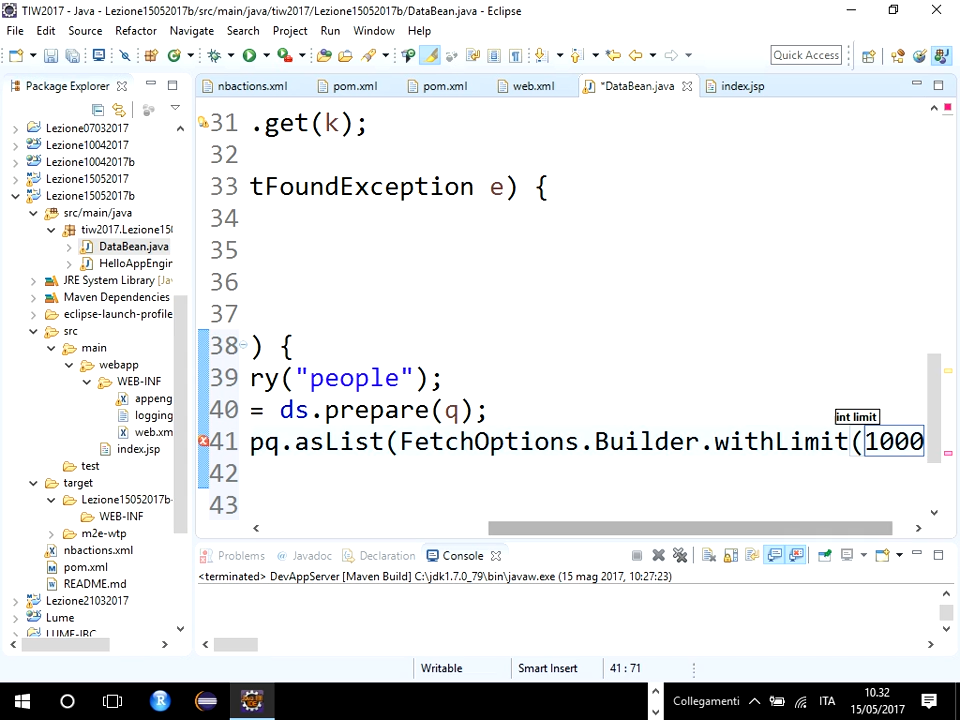 TIW2017 - Java - Lezione15052017b/src/main/java/tiw2017/Lezione15052017b/DataBean.java - Eclipse
File Edit Source Refactor Navigate Search Project Run Window Help
Quick Access
Package Explorer
nbactions.xml pom.xml pom.xml web.xml *DataBean.java index.jsp
Lezione07032017
Lezione10042017
Lezione10042017b
Lezione15052017
Lezione15052017b
src/main/java
tiw2017.Lezione15(
DataBean.java
HelloAppEngin
JRE System Library [Jav
Maven Dependencies
eclipse-launch-profile
src
main
webapp
WEB-INF
appeng
logging
web.xm
index.jsp
test
target
Lezione15052017b-
WEB-INF
m2e-wtp
nbactions.xml
pom.xml
README.md
Lezione21032017
Lume
LUME-IBC
31 .get(k);
32
33 tFoundException e) {
34
35
36
37
38 ) {
39 ry("people");
40 = ds.prepare(q);
int limit
41 pq.asList(FetchOptions.Builder.withLimit(1000
42
43
Problems Javadoc Declaration Console
<terminated> DevAppServer [Maven Build] C:\jdk1.7.0_79\bin\javaw.exe (15 mag 2017, 10:27:23)
Writable Smart Insert 41 : 71
Collegamenti ITA 10.32
15/05/2017